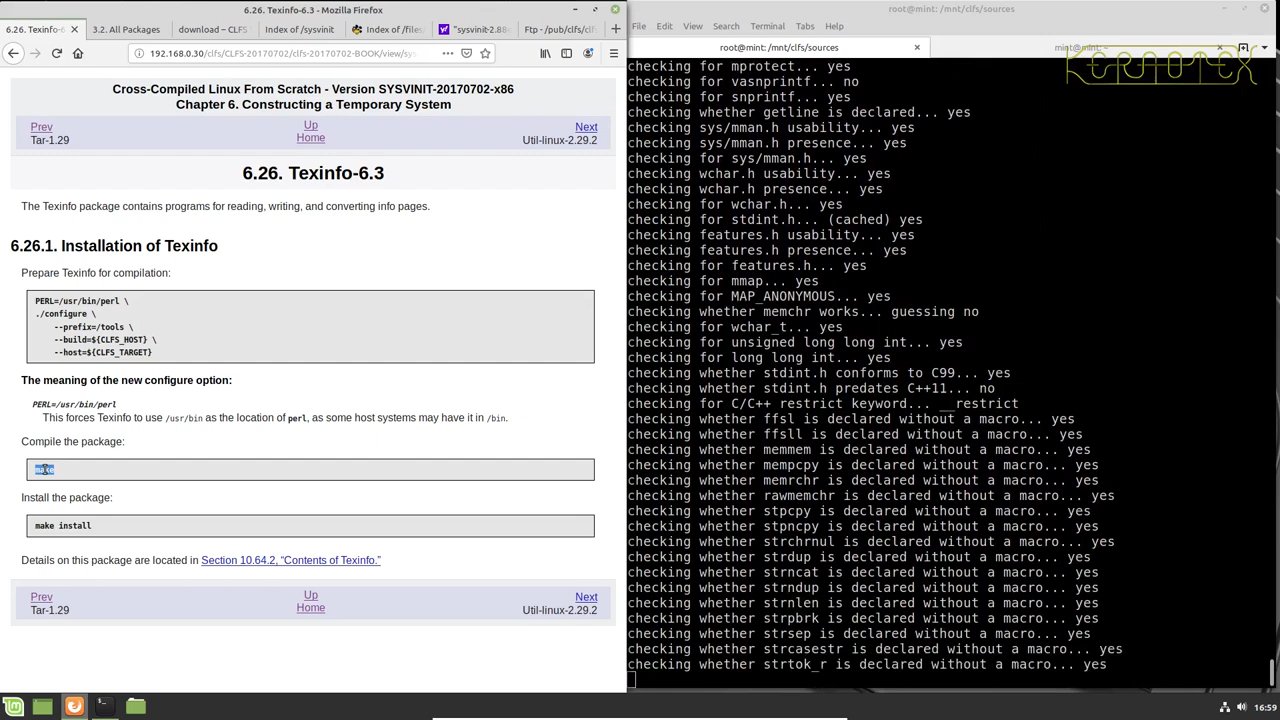 6.26. Texinfo-6.3 - Mozilla Firefox
6.26. Texinfo-6
3.2. All Packages
download – CLFS
Index of /sysvinit
Index of /files
"sysvinit-2.88
Ftp - /pub/clfs/c
192.168.0.30/clfs/CLFS-20170702/clfs-20170702-BOOK/view/sy
Cross-Compiled Linux From Scratch - Version SYSVINIT-20170702-x86
Chapter 6. Constructing a Temporary System
Prev
Up
Next
Tar-1.29
Home
Util-linux-2.29.2
6.26. Texinfo-6.3
The Texinfo package contains programs for reading, writing, and converting info pages.
6.26.1. Installation of Texinfo
Prepare Texinfo for compilation:
PERL=/usr/bin/perl \
./configure \
--prefix=/tools \
--build=${CLFS_HOST} \
--host=${CLFS_TARGET}
The meaning of the new configure option:
PERL=/usr/bin/perl
This forces Texinfo to use /usr/bin as the location of perl, as some host systems may have it in /bin.
Compile the package:
make
Install the package:
make install
Details on this package are located in Section 10.64.2, “Contents of Texinfo.”
Prev
Up
Next
Tar-1.29
Home
Util-linux-2.29.2
root@mint: /mnt/clfs/sources
File Edit View Search Terminal Tabs Help
root@mint: /mnt/clfs/sources
mint@mint: ~
KERNOTEX
checking for mprotect... yes
checking for vasnprintf... no
checking for snprintf... yes
checking whether getline is declared... yes
checking sys/mman.h usability... yes
checking sys/mman.h presence... yes
checking for sys/mman.h... yes
checking wchar.h usability... yes
checking wchar.h presence... yes
checking for wchar.h... yes
checking for stdint.h... (cached) yes
checking features.h usability... yes
checking features.h presence... yes
checking for features.h... yes
checking for mmap... yes
checking for MAP_ANONYMOUS... yes
checking whether memchr works... guessing no
checking for wchar_t... yes
checking for unsigned long long int... yes
checking for long long int... yes
checking whether stdint.h conforms to C99... yes
checking whether stdint.h predates C++11... no
checking for C/C++ restrict keyword... __restrict
checking whether ffsl is declared without a macro... yes
checking whether ffsll is declared without a macro... yes
checking whether memmem is declared without a macro... yes
checking whether mempcpy is declared without a macro... yes
checking whether memrchr is declared without a macro... yes
checking whether rawmemchr is declared without a macro... yes
checking whether stpcpy is declared without a macro... yes
checking whether stpncpy is declared without a macro... yes
checking whether strchrnul is declared without a macro... yes
checking whether strdup is declared without a macro... yes
checking whether strncat is declared without a macro... yes
checking whether strndup is declared without a macro... yes
checking whether strnlen is declared without a macro... yes
checking whether strpbrk is declared without a macro... yes
checking whether strsep is declared without a macro... yes
checking whether strcasestr is declared without a macro... yes
checking whether strtok_r is declared without a macro... yes
16:59